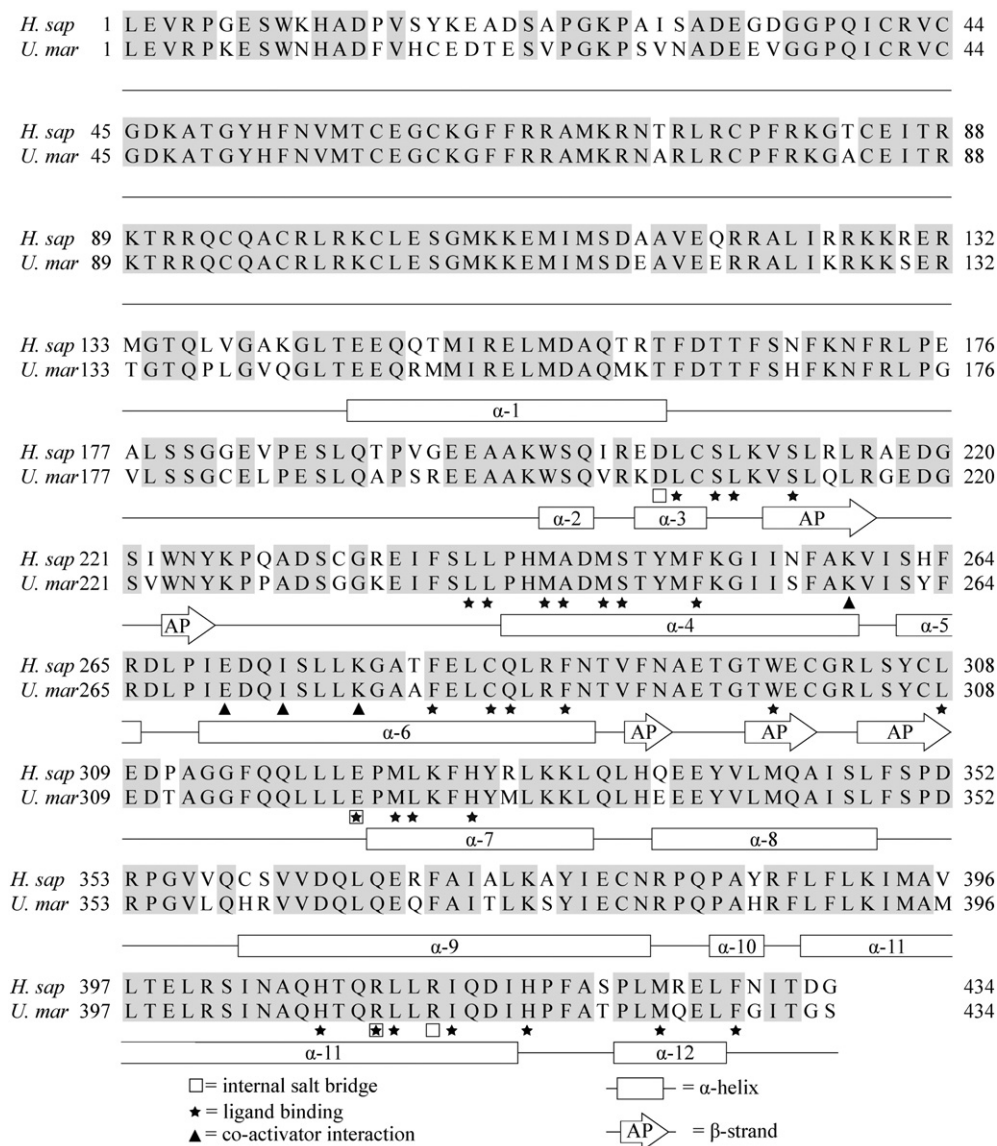 H. sap 1 LEVRPGESWKHADPVSYKEADSAPGKPAISADEGDGGPQICRVC 44
U. mar 1 LEVRPKESWNHADFVHCEDTESVPGKPSVNADEEVGGPQICRVC 44
H. sap 45 GDKATGYHFNVMTCEGCKGFFRRAMKRNTRLRCPFRKGTCEITR 88
U. mar 45 GDKATGYHFNVMTCEGCKGFFRRAMKRNARLRCPFRKGACEITR 88
H. sap 89 KTRRQCQACRLRKCLESGMKKEMIMSDAAVEQRRALIRRKKRER 132
U. mar 89 KTRRQCQACRLRKCLESGMKKEMIMSDEAVEERRALIKRKKSER 132
H. sap 133 MGTQLVGAKGLTEEQQTMIRELMDAQTRTFDTTFSNFKNFRLPE 176
U. mar 133 TGTQPLGVQGLTEEQRMMIRELMDAQMKTFDTTFSHFKNFRLPG 176
α-1
H. sap 177 ALSSGGEVPESLQTPVGEEAAKWSQIREDLCSLKVSLRLRAEDG 220
U. mar 177 VLSSGCELPESLQAPSREEAAKWSQVRKDLCSLKVSLQLRGEDG 220
α-2 α-3 AP
H. sap 221 SIWNYKPQADSCGREIFSLLPHMADMSTYMFKGIINFAKVISHF 264
U. mar 221 SVWNYKPPADSGGKEIFSLLPHMADMSTYMFKGIISFAKVISYF 264
AP α-4 α-5
H. sap 265 RDLPIEDQISLLKGATFELCQLRFNTVFNAETGTWECGRLSYCL 308
U. mar 265 RDLPIEDQISLLKGAAFELCQLRFNTVFNAETGTWECGRLSYCL 308
α-6 AP AP AP
H. sap 309 EDPAGGFQQLLLEPMLKFHYRLKKLQLHQEEYVLMQAISLFSPD 352
U. mar 309 EDTAGGFQQLLLEPMLKFHYMLKKLQLHEEEYVLMQAISLFSPD 352
α-7 α-8
H. sap 353 RPGVVQCSVVDQLQERFAIALKAYIECNRPQPAYRFLFLKIMAV 396
U. mar 353 RPGVLQHRVVDQLQEQFAITLKSYIECNRPQPAHRFLFLKIMAM 396
α-9 α-10 α-11
H. sap 397 LTELRSINAQHTQRLLRIQDIHPFASPLMRELFNITDG 434
U. mar 397 LTELRSINAQHTQRLLRIQDIHPFATPLMQELFGITGS 434
α-11 α-12
= internal salt bridge
= α-helix
= ligand binding
AP = β-strand
= co-activator interaction